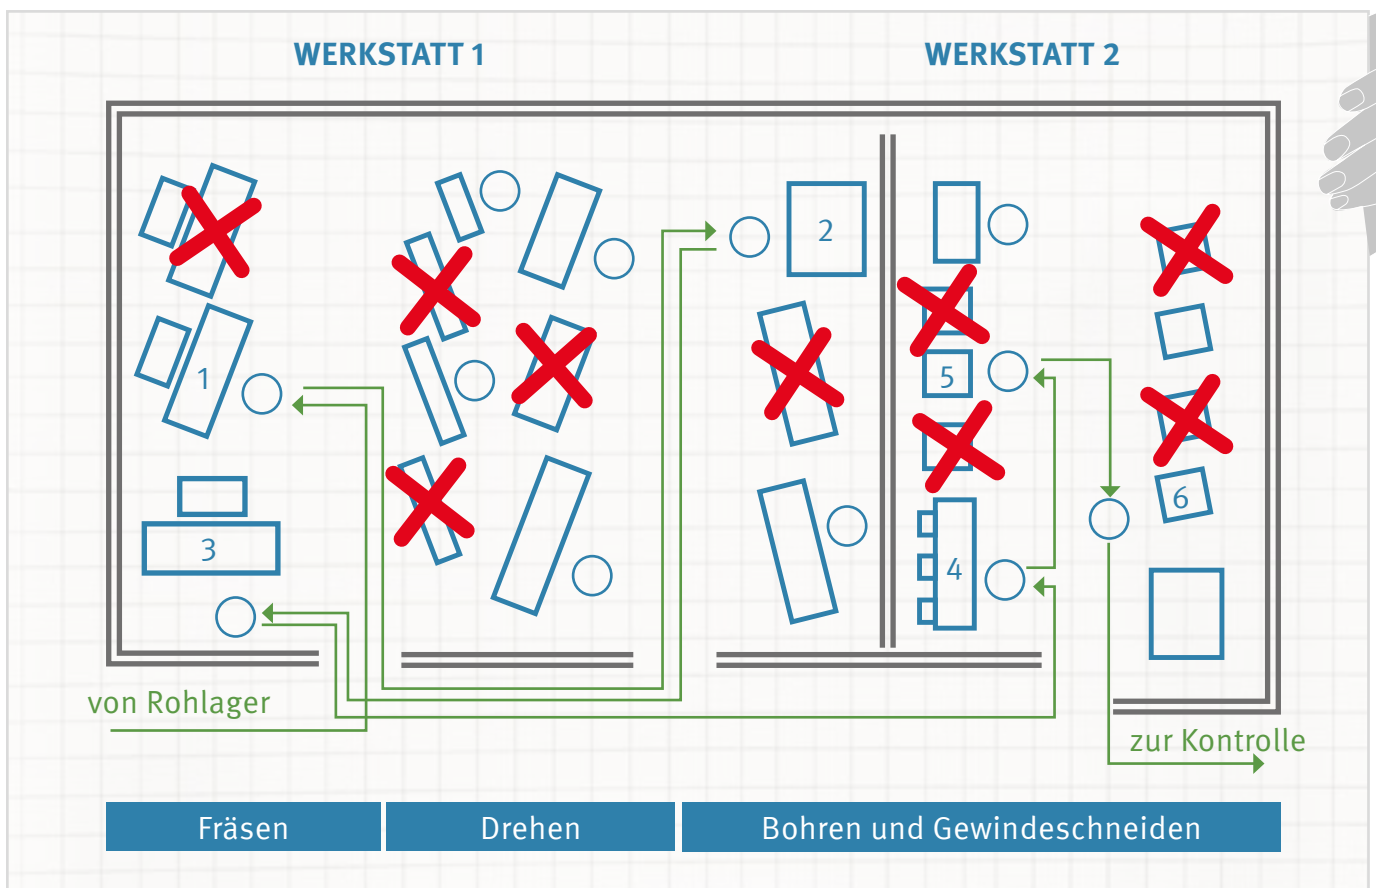 WERKSTATT 1
WERKSTATT 2
2
1
5
6
3
4
von Rohlager
zur Kontrolle
Fräsen
Drehen
Bohren und Gewindeschneiden